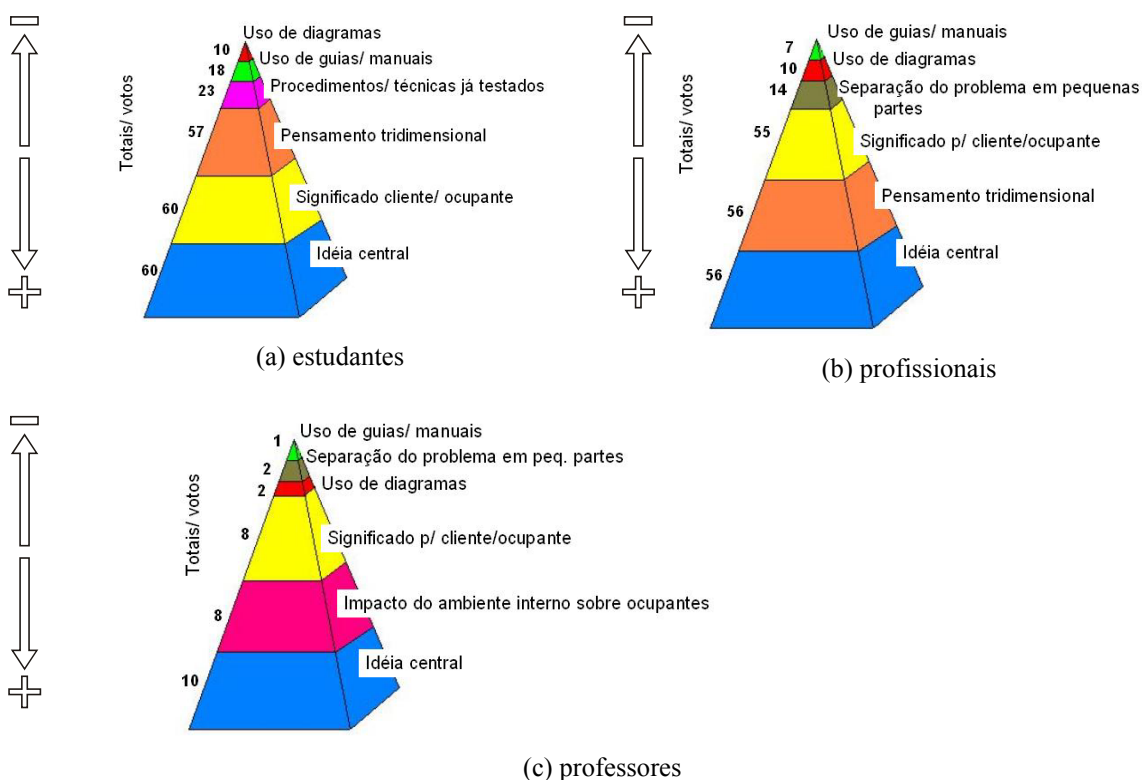 Totais/ votos
10
Uso de diagramas
18
Uso de guias/ manuais
23
Procedimentos/ técnicas já testados
57
Pensamento tridimensional
60
Significado cliente/ ocupante
60
Idéia central
(a) estudantes
Totais/ votos
7
Uso de guias/ manuais
10
Uso de diagramas
14
Separação do problema em pequenas
partes
55
Significado p/ cliente/ocupante
56
Pensamento tridimensional
56
Idéia central
(b) profissionais
Totais/ votos
1
Uso de guias/ manuais
2
Separação do problema em peq. partes
2
Uso de diagramas
8
Significado p/ cliente/ocupante
8
Impacto do ambiente interno sobre ocupantes
10
Idéia central
(c) professores